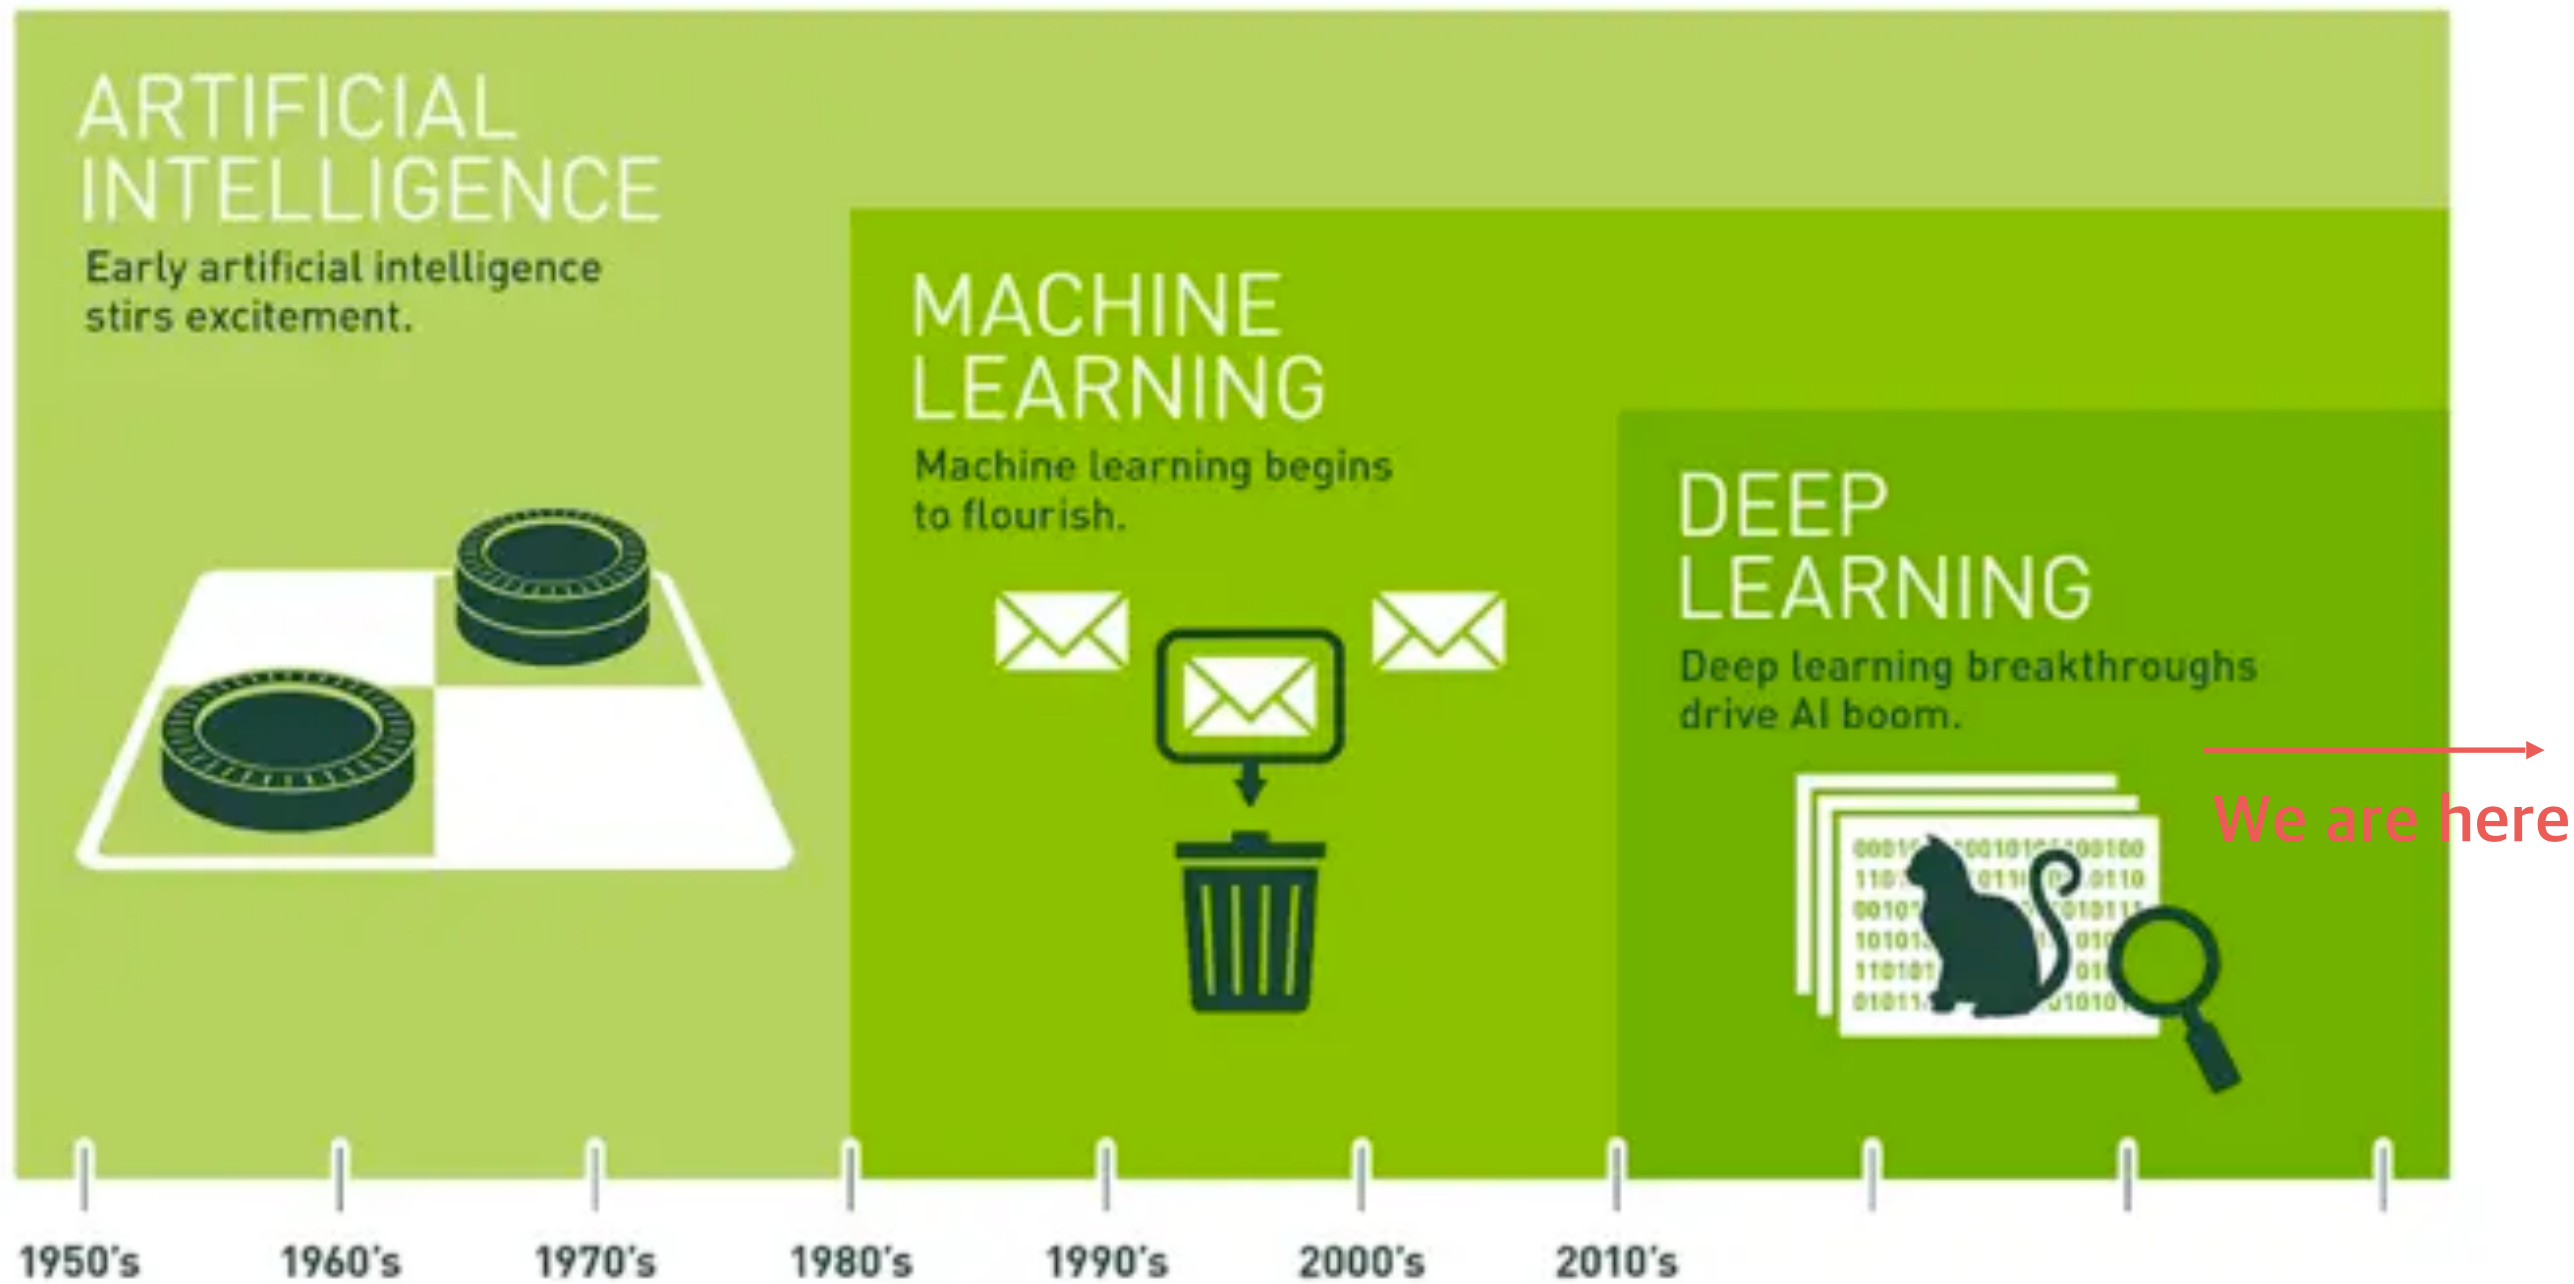 ARTIFICIAL
INTELLIGENCE
Early artificial intelligence
stirs excitement.
MACHINE
LEARNING
Machine learning begins
to flourish.
DEEP
LEARNING
Deep learning breakthroughs
drive AI boom.
We are here
1950's
1960's
1970's
1980's
1990's
2000's
2010's